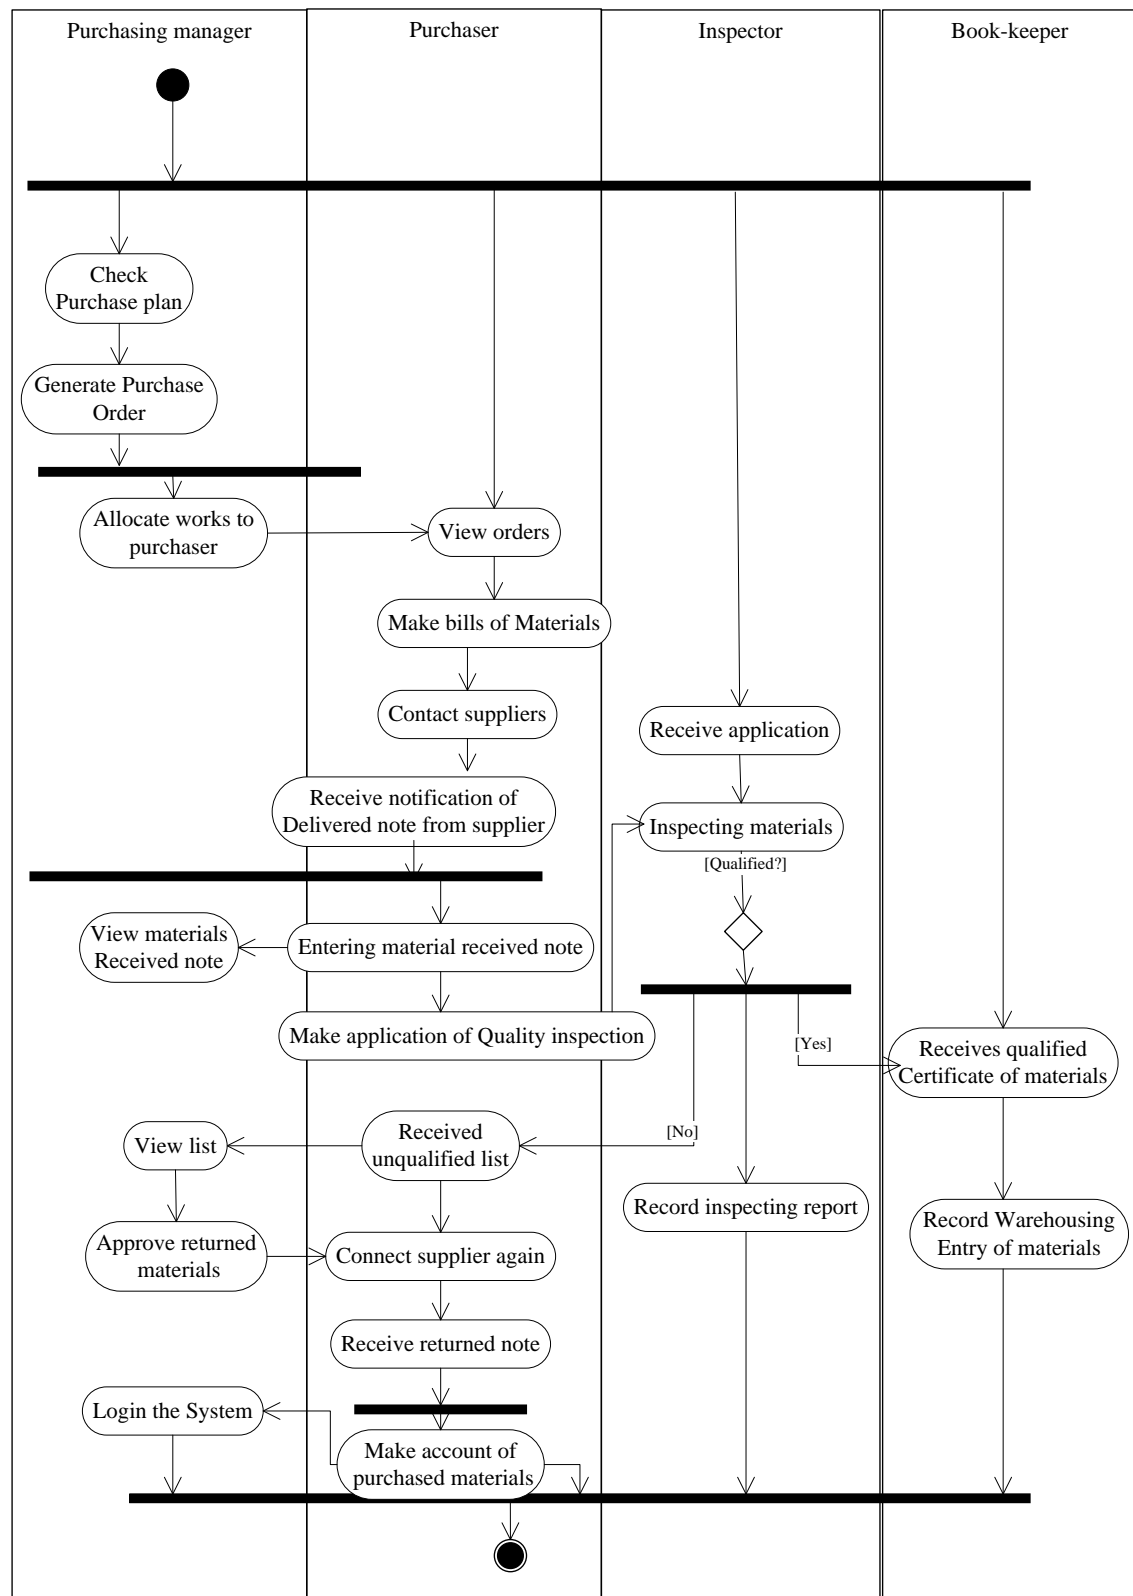 Purchasing manager
Purchaser
Inspector
Book-keeper
Check
Purchase plan
Generate Purchase
Order
Allocate works to
purchaser
View orders
Make bills of Materials
Contact suppliers
Receive application
Receive notification of
Delivered note from supplier
Inspecting materials
[Qualified?]
View materials
Received note
Entering material received note
Make application of Quality inspection
[Yes]
Receives qualified
Certificate of materials
[No]
View list
Received
unqualified list
Record inspecting report
Record Warehousing
Entry of materials
Approve returned
materials
Connect supplier again
Receive returned note
Login the System
Make account of
purchased materials